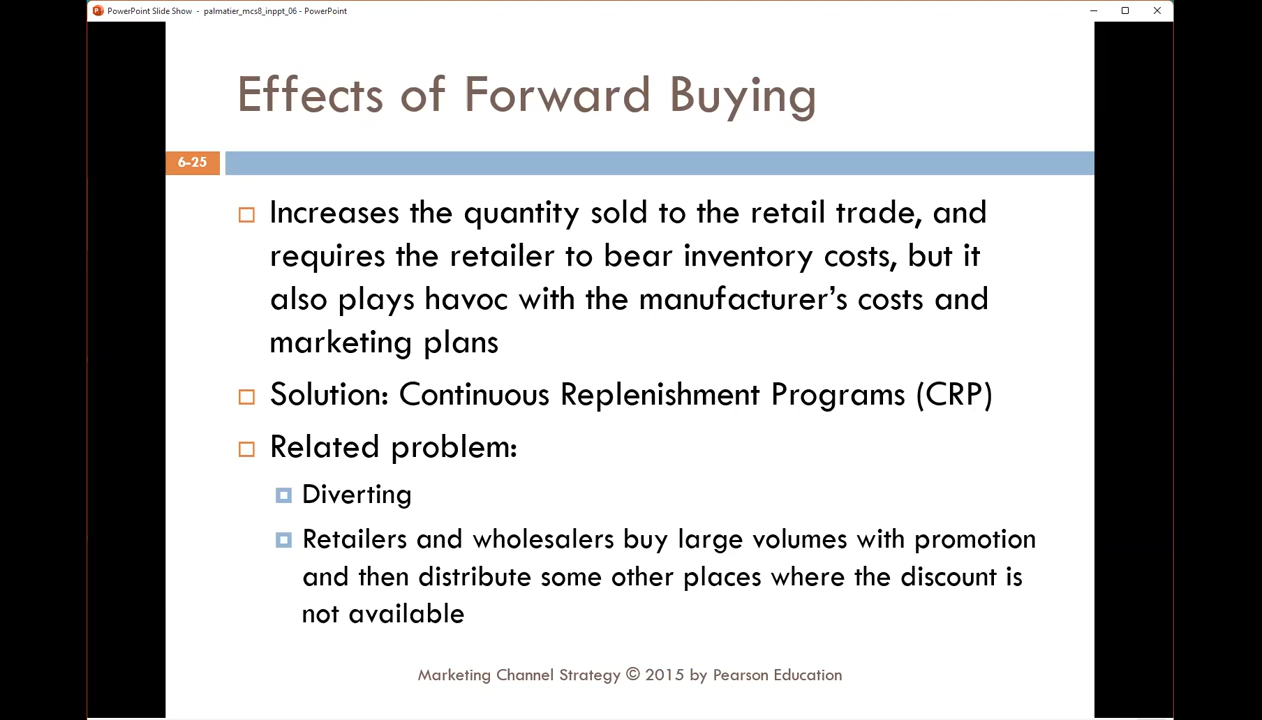 PowerPoint Slide Show - palmatier_mcs8_inppt_06 - PowerPoint
Effects of Forward Buying
6-25
Increases the quantity sold to the retail trade, and
requires the retailer to bear inventory costs, but it
also plays havoc with the manufacturer’s costs and
marketing plans
Solution: Continuous Replenishment Programs (CRP)
Related problem:
Diverting
Retailers and wholesalers buy large volumes with promotion
and then distribute some other places where the discount is
not available
Marketing Channel Strategy © 2015 by Pearson Education